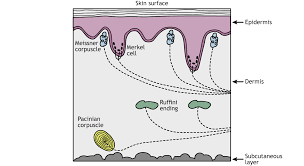 Skin surface
Epidermis
Meissner
corpuscle
Merkel
cell
Dermis
Ruffini
ending
Pacinian
corpuscle
Subcutaneous
layer